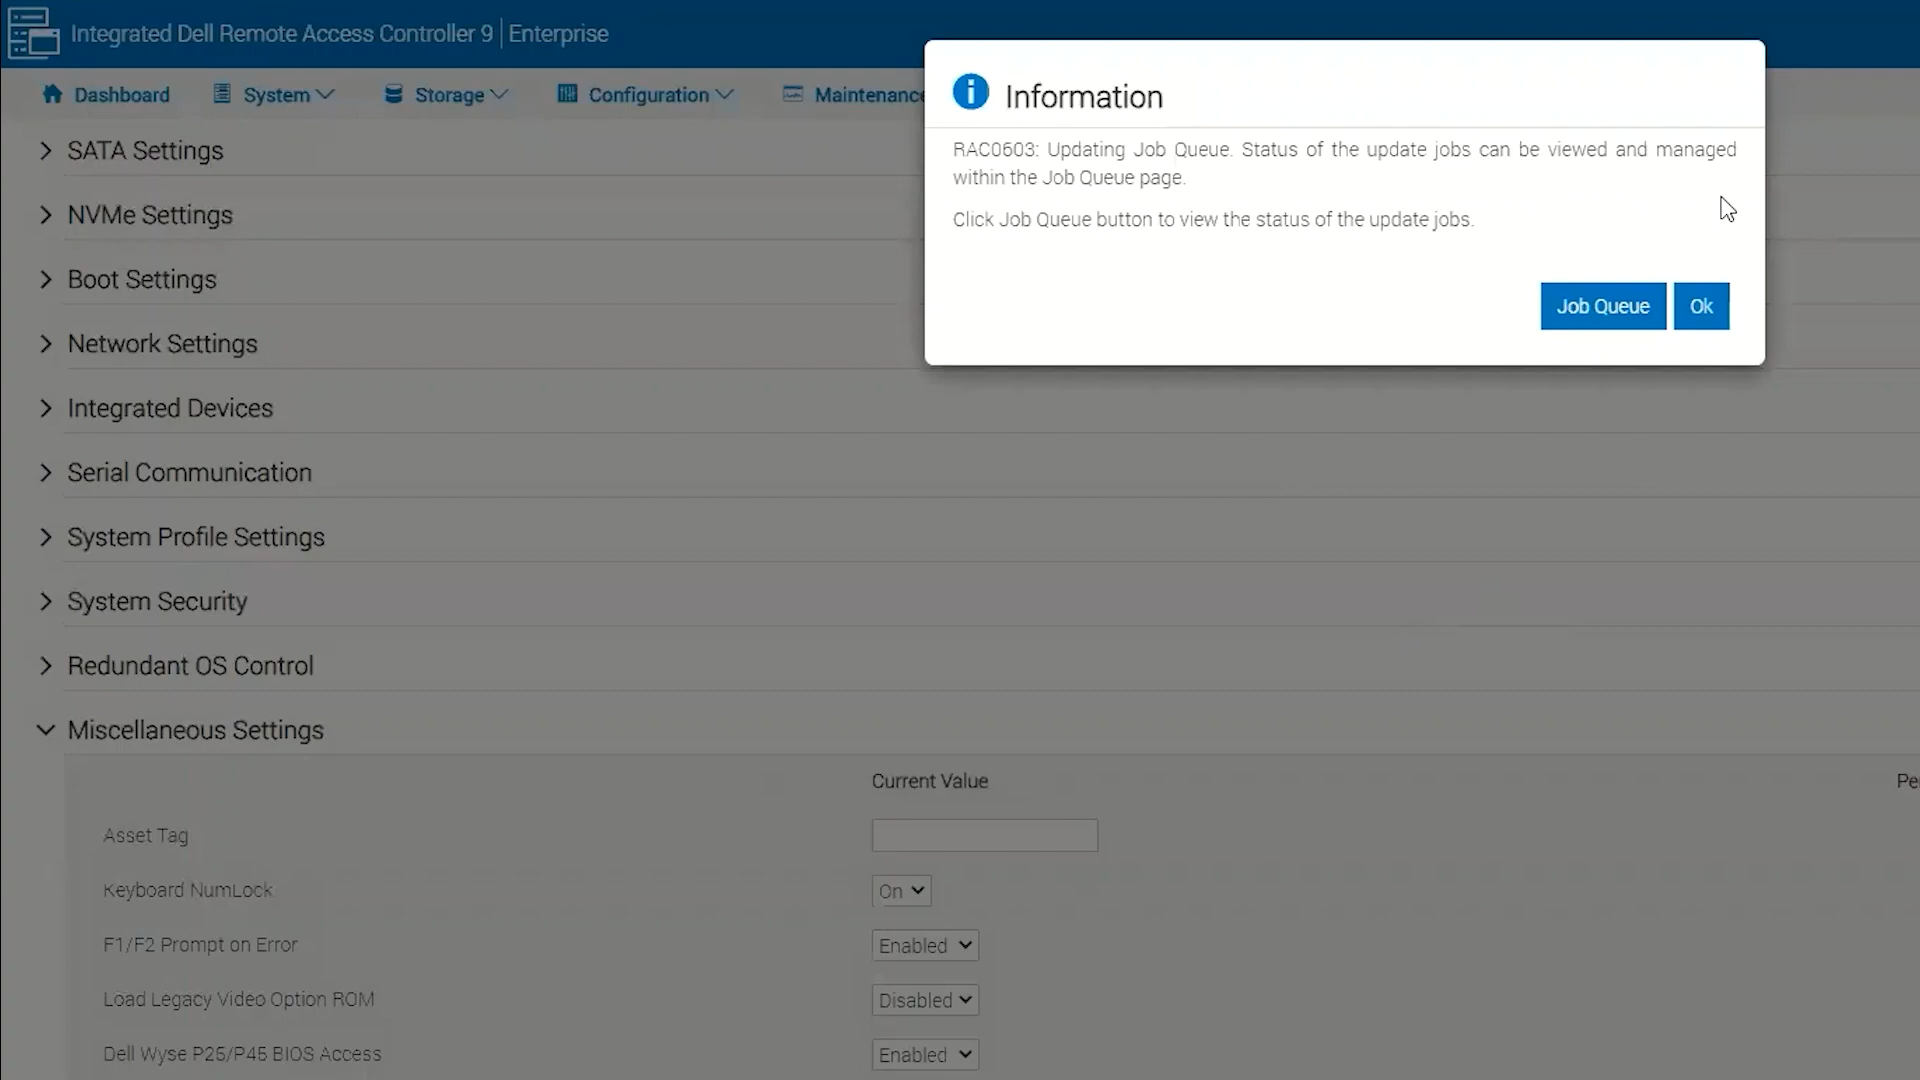 Integrated Dell Remote Access Controller 9 | Enterprise
Dashboard System Storage Configuration Maintenance
Information
RAC0603: Updating Job Queue. Status of the update jobs can be viewed and managed
within the Job Queue page.
Click Job Queue button to view the status of the update jobs.
Job Queue Ok
SATA Settings
NVMe Settings
Boot Settings
Network Settings
Integrated Devices
Serial Communication
System Profile Settings
System Security
Redundant OS Control
Miscellaneous Settings
Current Value Pe
Asset Tag
Keyboard NumLock On
F1/F2 Prompt on Error Enabled
Load Legacy Video Option ROM Disabled
Dell Wyse P25/P45 BIOS Access Enabled